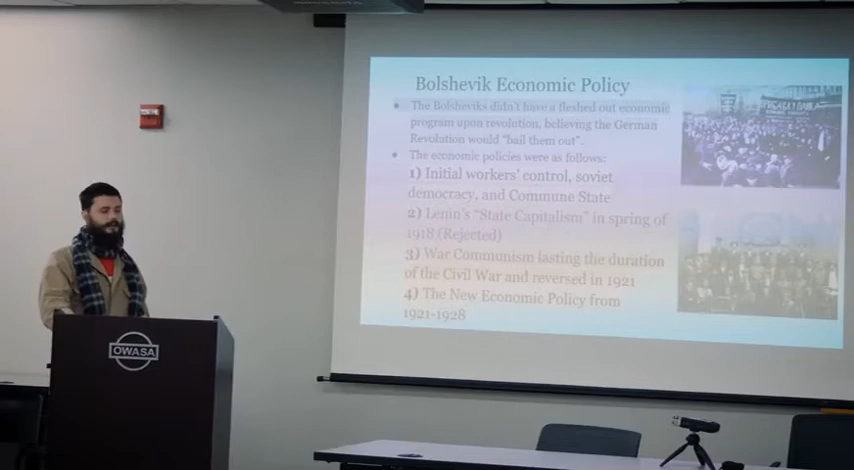 Bolshevik Economic Policy
• The Bolsheviks didn't have a fleshed out economic
program upon revolution, believing the German
Revolution would "bail them out".
• The economic policies were as follows:
1) Initial workers' control, soviet
democracy, and Commune State
2) Lenin's "State Capitalism" in spring of
1918 (Rejected)
3) War Communism lasting the duration
of the Civil War and reversed in 1921
4) The New Economic Policy from
1921-1928
OWASA